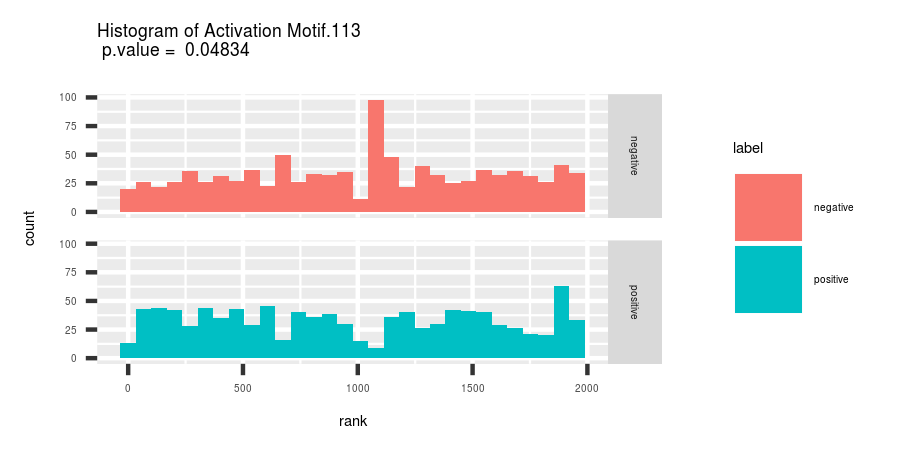 Histogram of Activation Motif.113
p.value = 0.04834
count
100
75
50
25
0
negative
100
75
50
25
0
positive
0 500 1000 1500 2000
rank
label
negative
positive